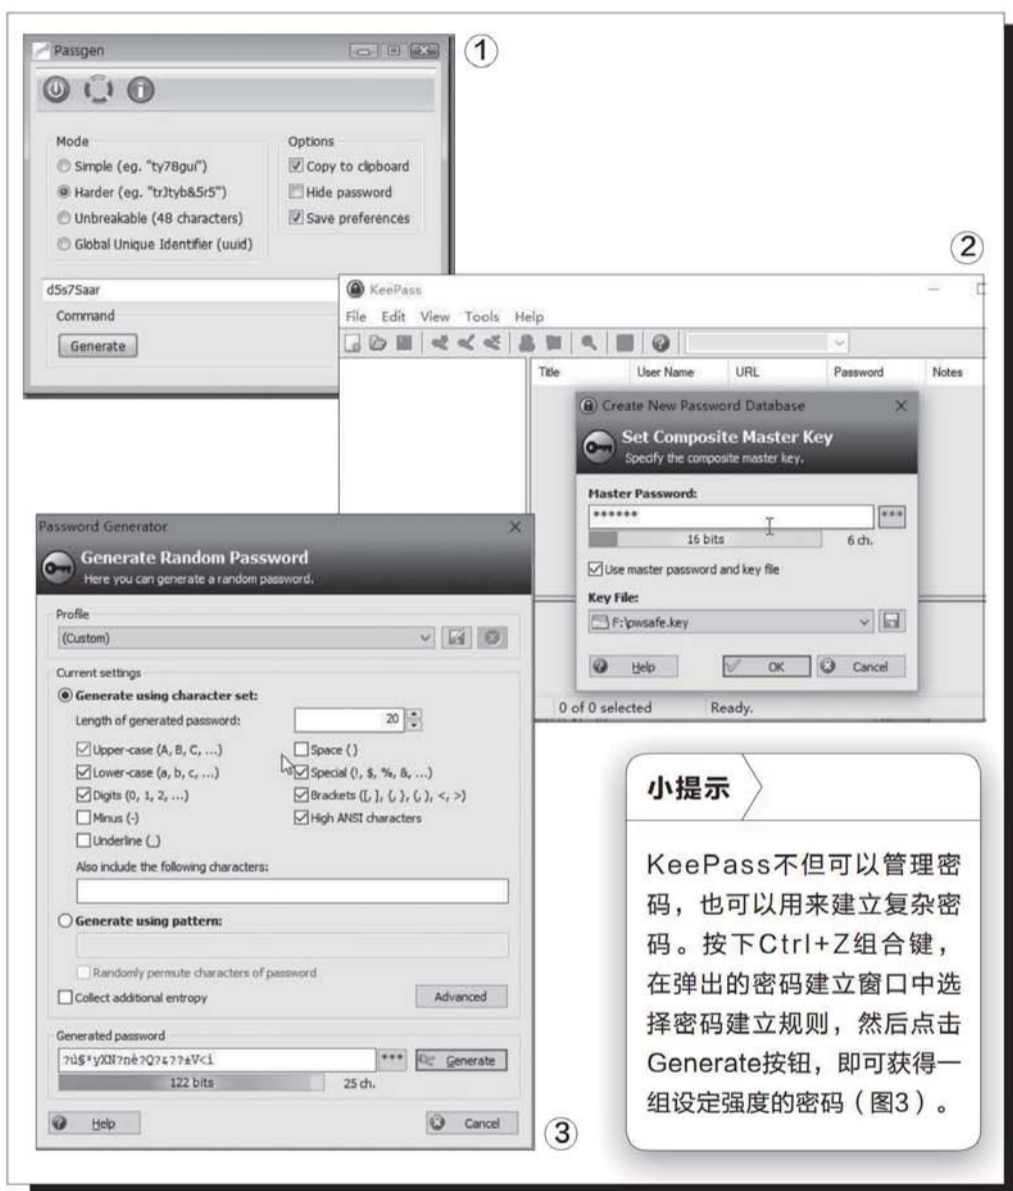 Passgen
①
Mode
Simple (eg. "ty78gui")
Harder (eg. "trJtyb&5r5")
Unbreakable (48 characters)
Global Unique Identifier (uuid)
Options
Copy to clipboard
Hide password
Save preferences
d5s7Saar
Command
Generate
②
KeePass
File Edit View Tools Help
Title User Name URL Password Notes
Create New Password Database
Set Composite Master Key
Specify the composite master key.
Master Password:
******
***
16 bits 6 ch.
Use master password and key file
Key File:
F:\pwsafe.key
Help OK Cancel
0 of 0 selected Ready.
Password Generator
Generate Random Password
Here you can generate a random password.
Profile
(Custom)
Current settings
Generate using character set:
Length of generated password: 20
Upper-case (A, B, C, ...) Space ( )
Lower-case (a, b, c, ...) Special (!, $, %, &, ...)
Digits (0, 1, 2, ...) Brackets ([, ], {, }, (, ), <, >)
Minus (-) High ANSI characters
Underline (_)
Also include the following characters:
Generate using pattern:
Randomly permute characters of password
Collect additional entropy Advanced
Generated password
*** Generate
122 bits 25 ch.
Help Cancel
③
小提示
KeePass不但可以管理密
码，也可以用来建立复杂密
码。按下Ctrl+Z组合键，
在弹出的密码建立窗口中选
择密码建立规则，然后点击
Generate按钮，即可获得一
组设定强度的密码（图3）。